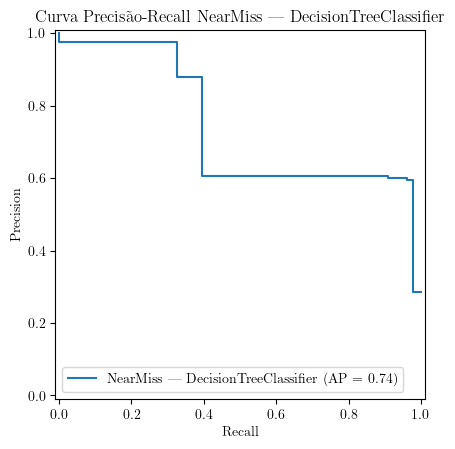 Curva Precisão-Recall NearMiss — DecisionTreeClassifier
1.0
0.8
0.6
0.4
0.2
0.0
Precision
NearMiss — DecisionTreeClassifier (AP = 0.74)
0.0 0.2 0.4 0.6 0.8 1.0
Recall